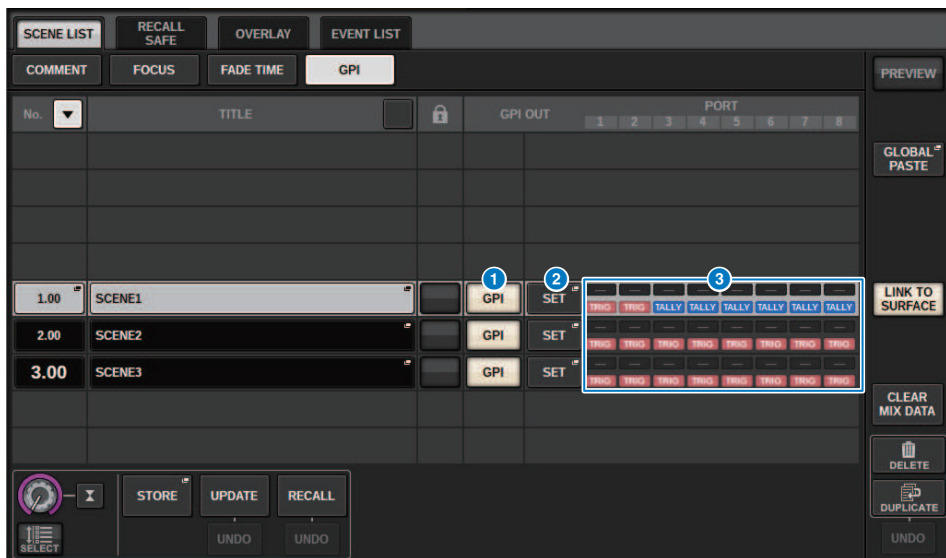 SCENE LIST
RECALL SAFE
OVERLAY
EVENT LIST
COMMENT
FOCUS
FADE TIME
GPI
PREVIEW
No.
TITLE
GPI OUT
PORT
1 2 3 4 5 6 7 8
GLOBAL PASTE
1 2 3
1.00 SCENE1 GPI SET
TRIG TRIG TALLY TALLY TALLY TALLY TALLY TALLY
LINK TO SURFACE
2.00 SCENE2 GPI SET
TRIG TRIG TRIG TRIG TRIG TRIG TRIG TRIG
3.00 SCENE3 GPI SET
TRIG TRIG TRIG TRIG TRIG TRIG TRIG TRIG
CLEAR MIX DATA
DELETE
STORE
UPDATE
RECALL
DUPLICATE
SELECT
UNDO
UNDO
UNDO